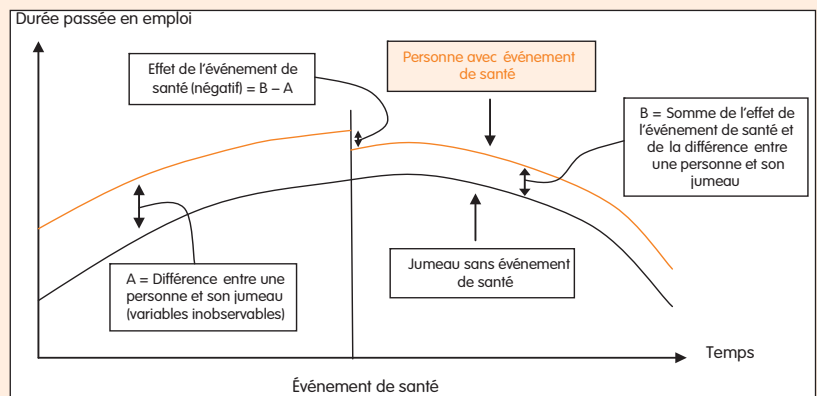 Durée passée en emploi
Effet de l'événement de
santé (négatif) = B – A
Personne avec événement
de santé
B = Somme de l'effet de
l'événement de santé et
de la différence entre
une personne et son
jumeau
A = Différence entre une
personne et son jumeau
(variables inobservables)
Jumeau sans événement
de santé
Temps
Événement de santé